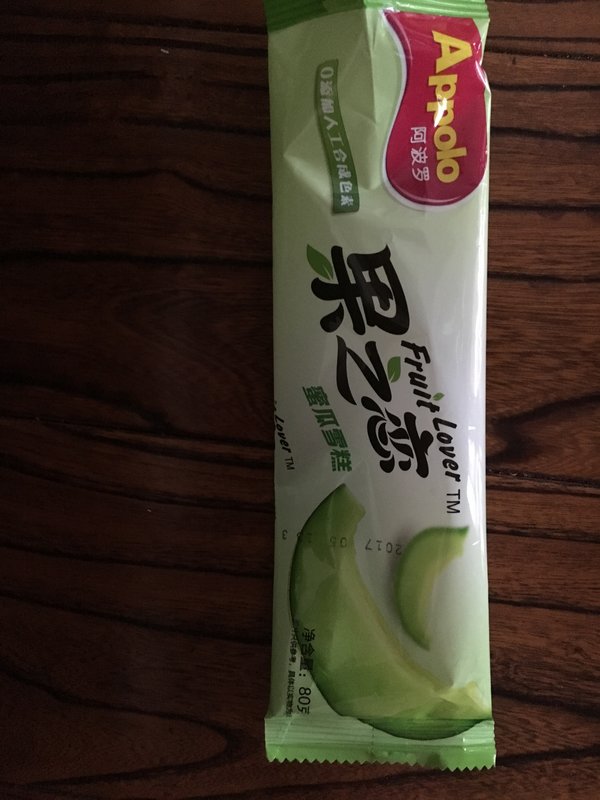 Appolo
阿波罗
0添加人工合成色素
Fruit Lover TM
果之恋
蜜瓜雪糕
Lover TM
2017 05
净含量：80克